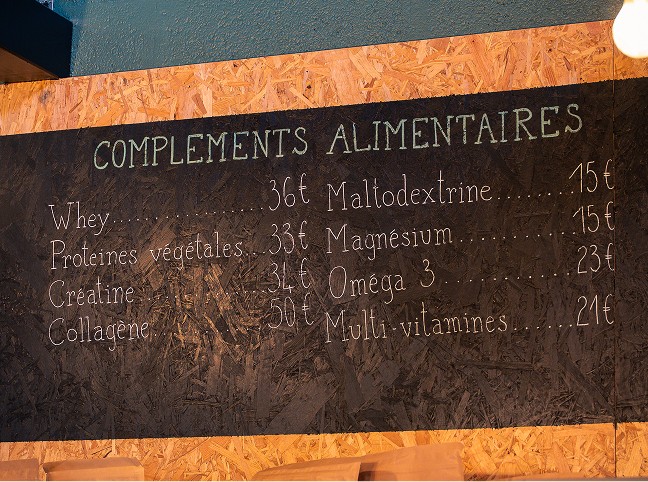 COMPLEMENTS ALIMENTAIRES
Whey..................36€
Proteines végétales...33€
Créatine..............34€
Collagène.............50€
Maltodextrine........15€
Magnésium............15€
Oméga 3............23€
Multi-vitamines......21€